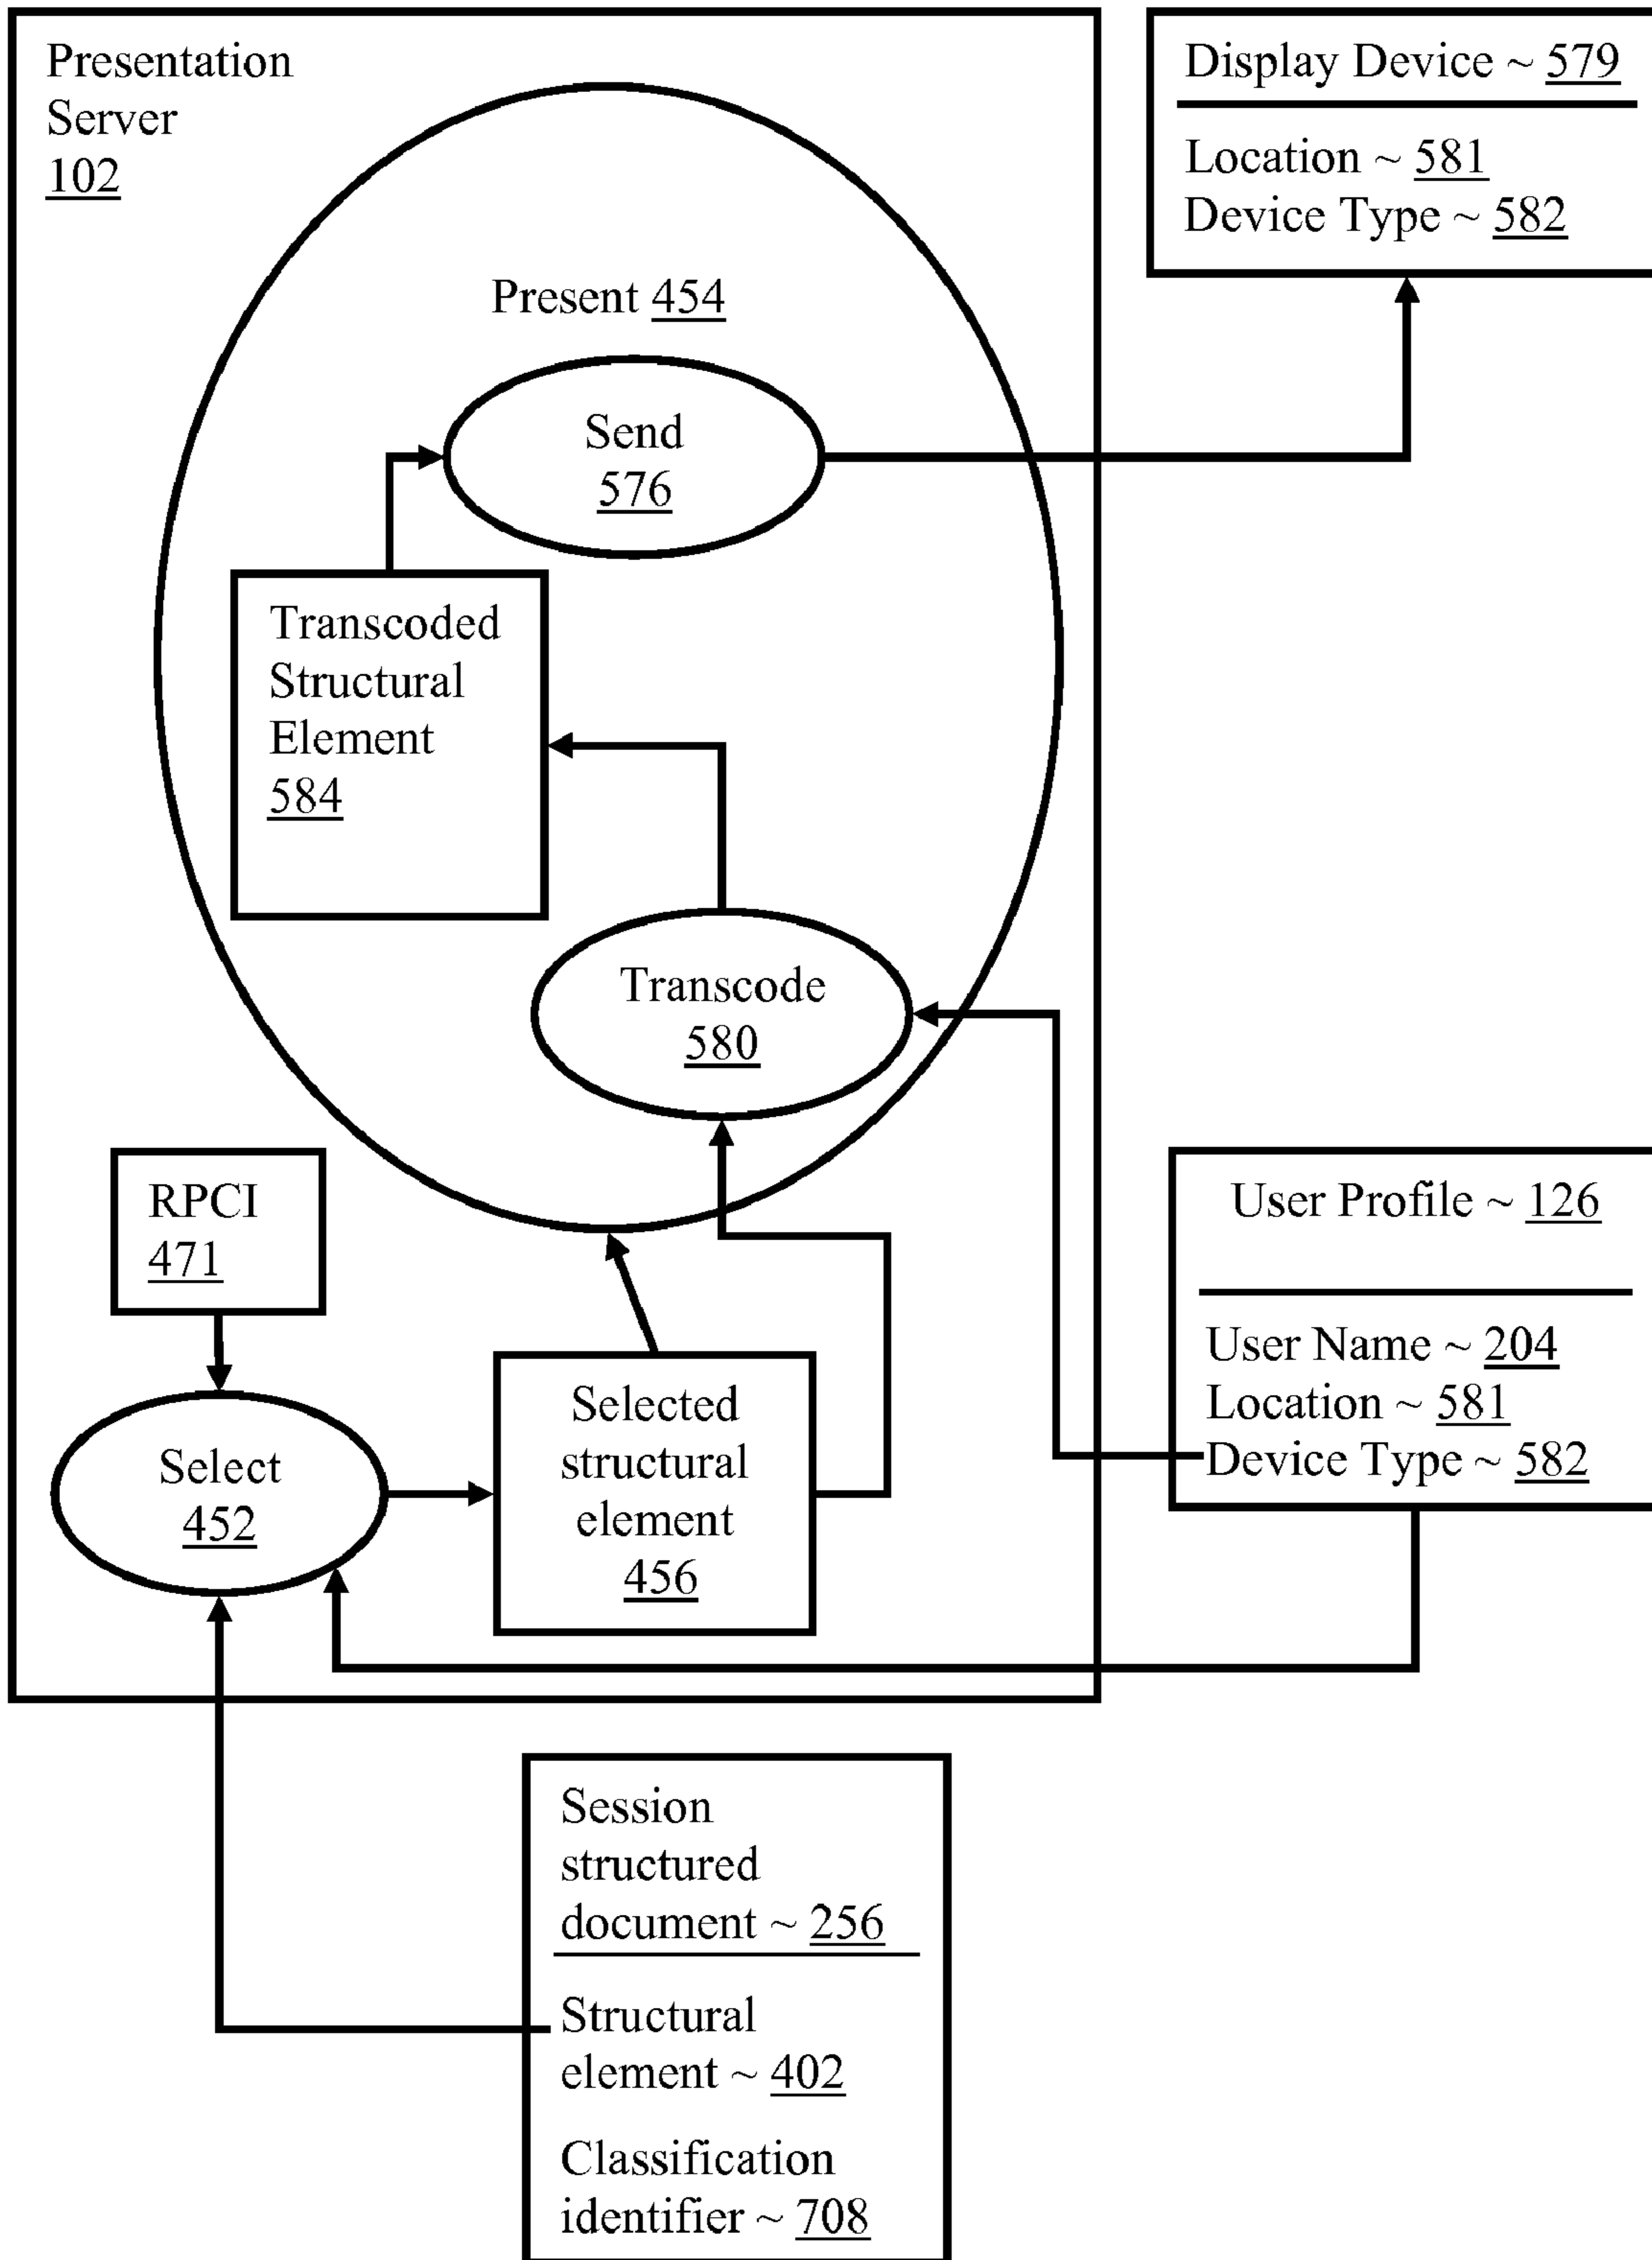 Presentation
Server
102
Display Device ~ 579
Location ~ 581
Device Type ~ 582
Present 454
Send
576
Transcoded
Structural
Element
584
Transcode
580
RPCI
471
User Profile ~ 126
User Name ~ 204
Location ~ 581
Device Type ~ 582
Select
452
Selected
structural
element
456
Session
structured
document ~ 256
Structural
element ~ 402
Classification
identifier ~ 708